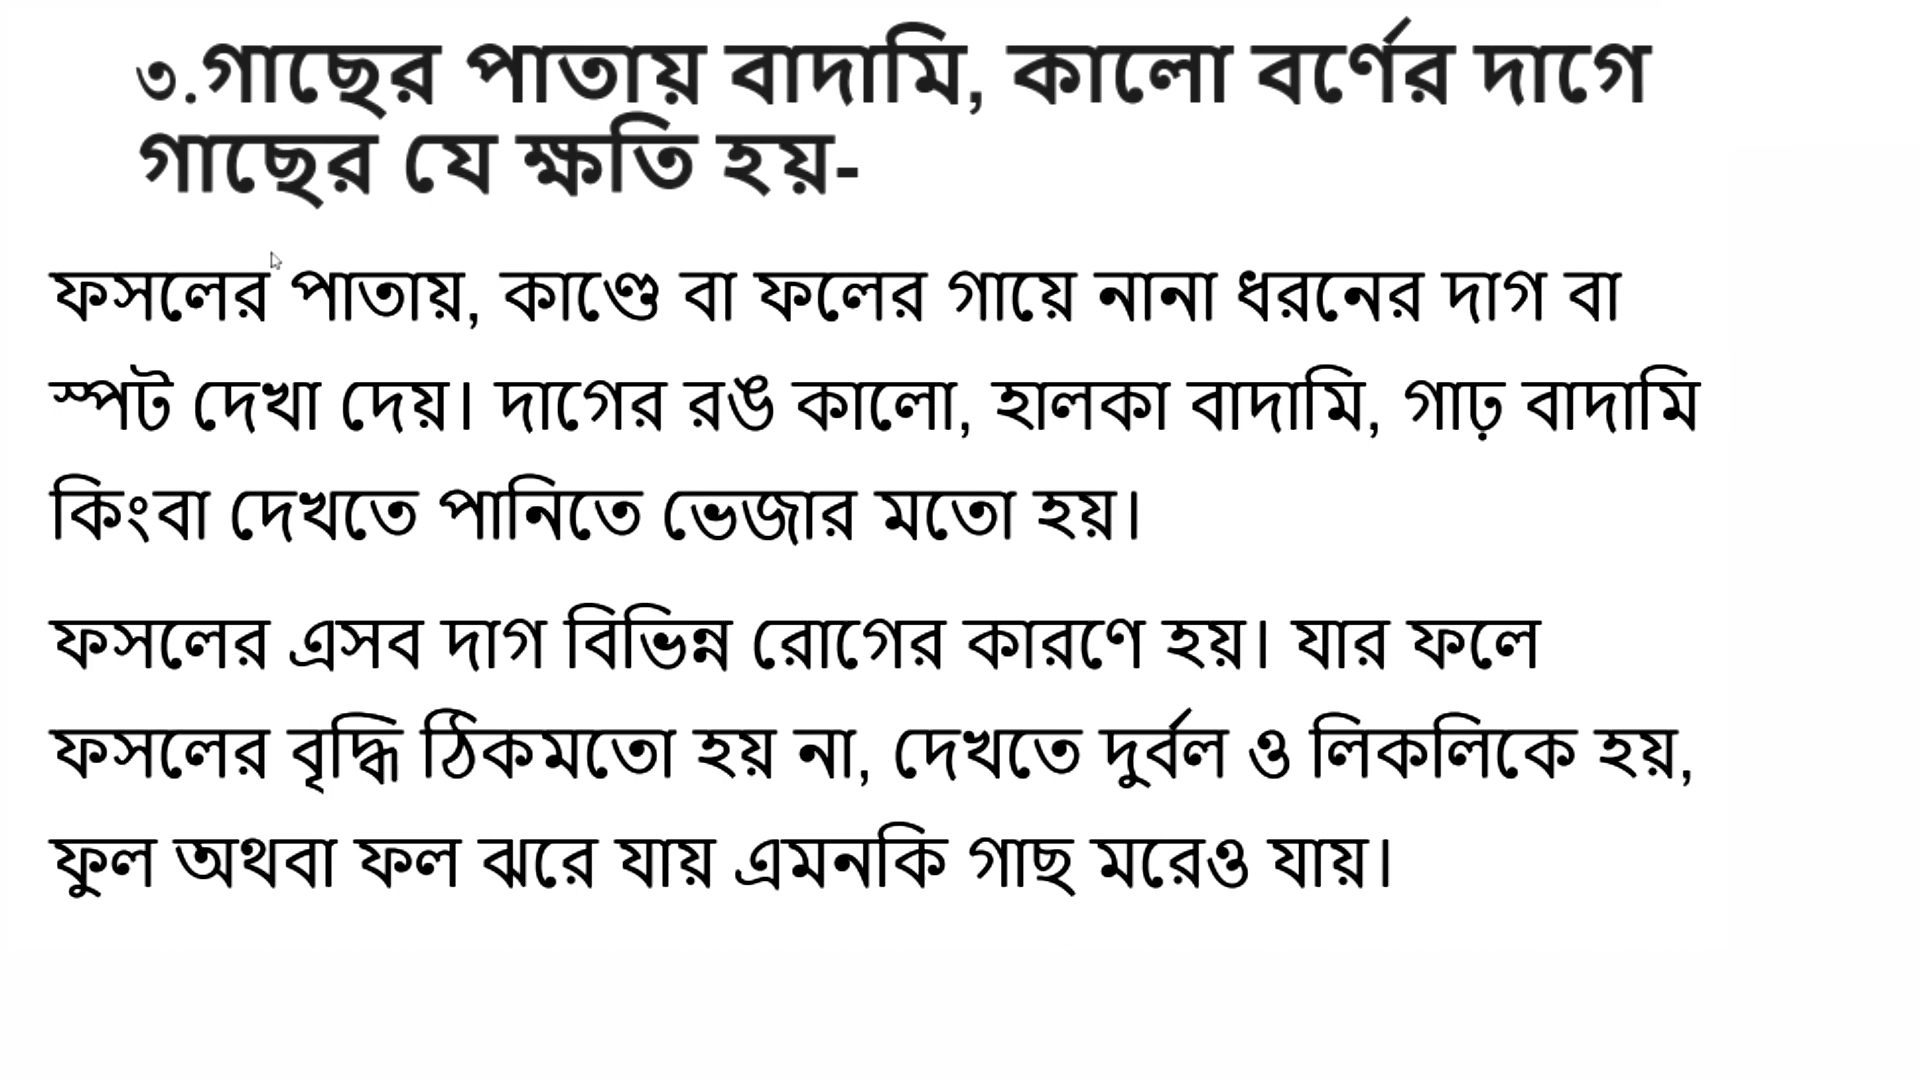 ৩.গাছের পাতায় বাদামি, কালো বর্ণের দাগে
গাছের যে ক্ষতি হয়-
ফসলের পাতায়, কাণ্ডে বা ফলের গায়ে নানা ধরনের দাগ বা
স্পট দেখা দেয়। দাগের রঙ কালো, হালকা বাদামি, গাঢ় বাদামি
কিংবা দেখতে পানিতে ভেজার মতো হয়।
ফসলের এসব দাগ বিভিন্ন রোগের কারণে হয়। যার ফলে
ফসলের বৃদ্ধি ঠিকমতো হয় না, দেখতে দুর্বল ও লিকলিকে হয়,
ফুল অথবা ফল ঝরে যায় এমনকি গাছ মরেও যায়।